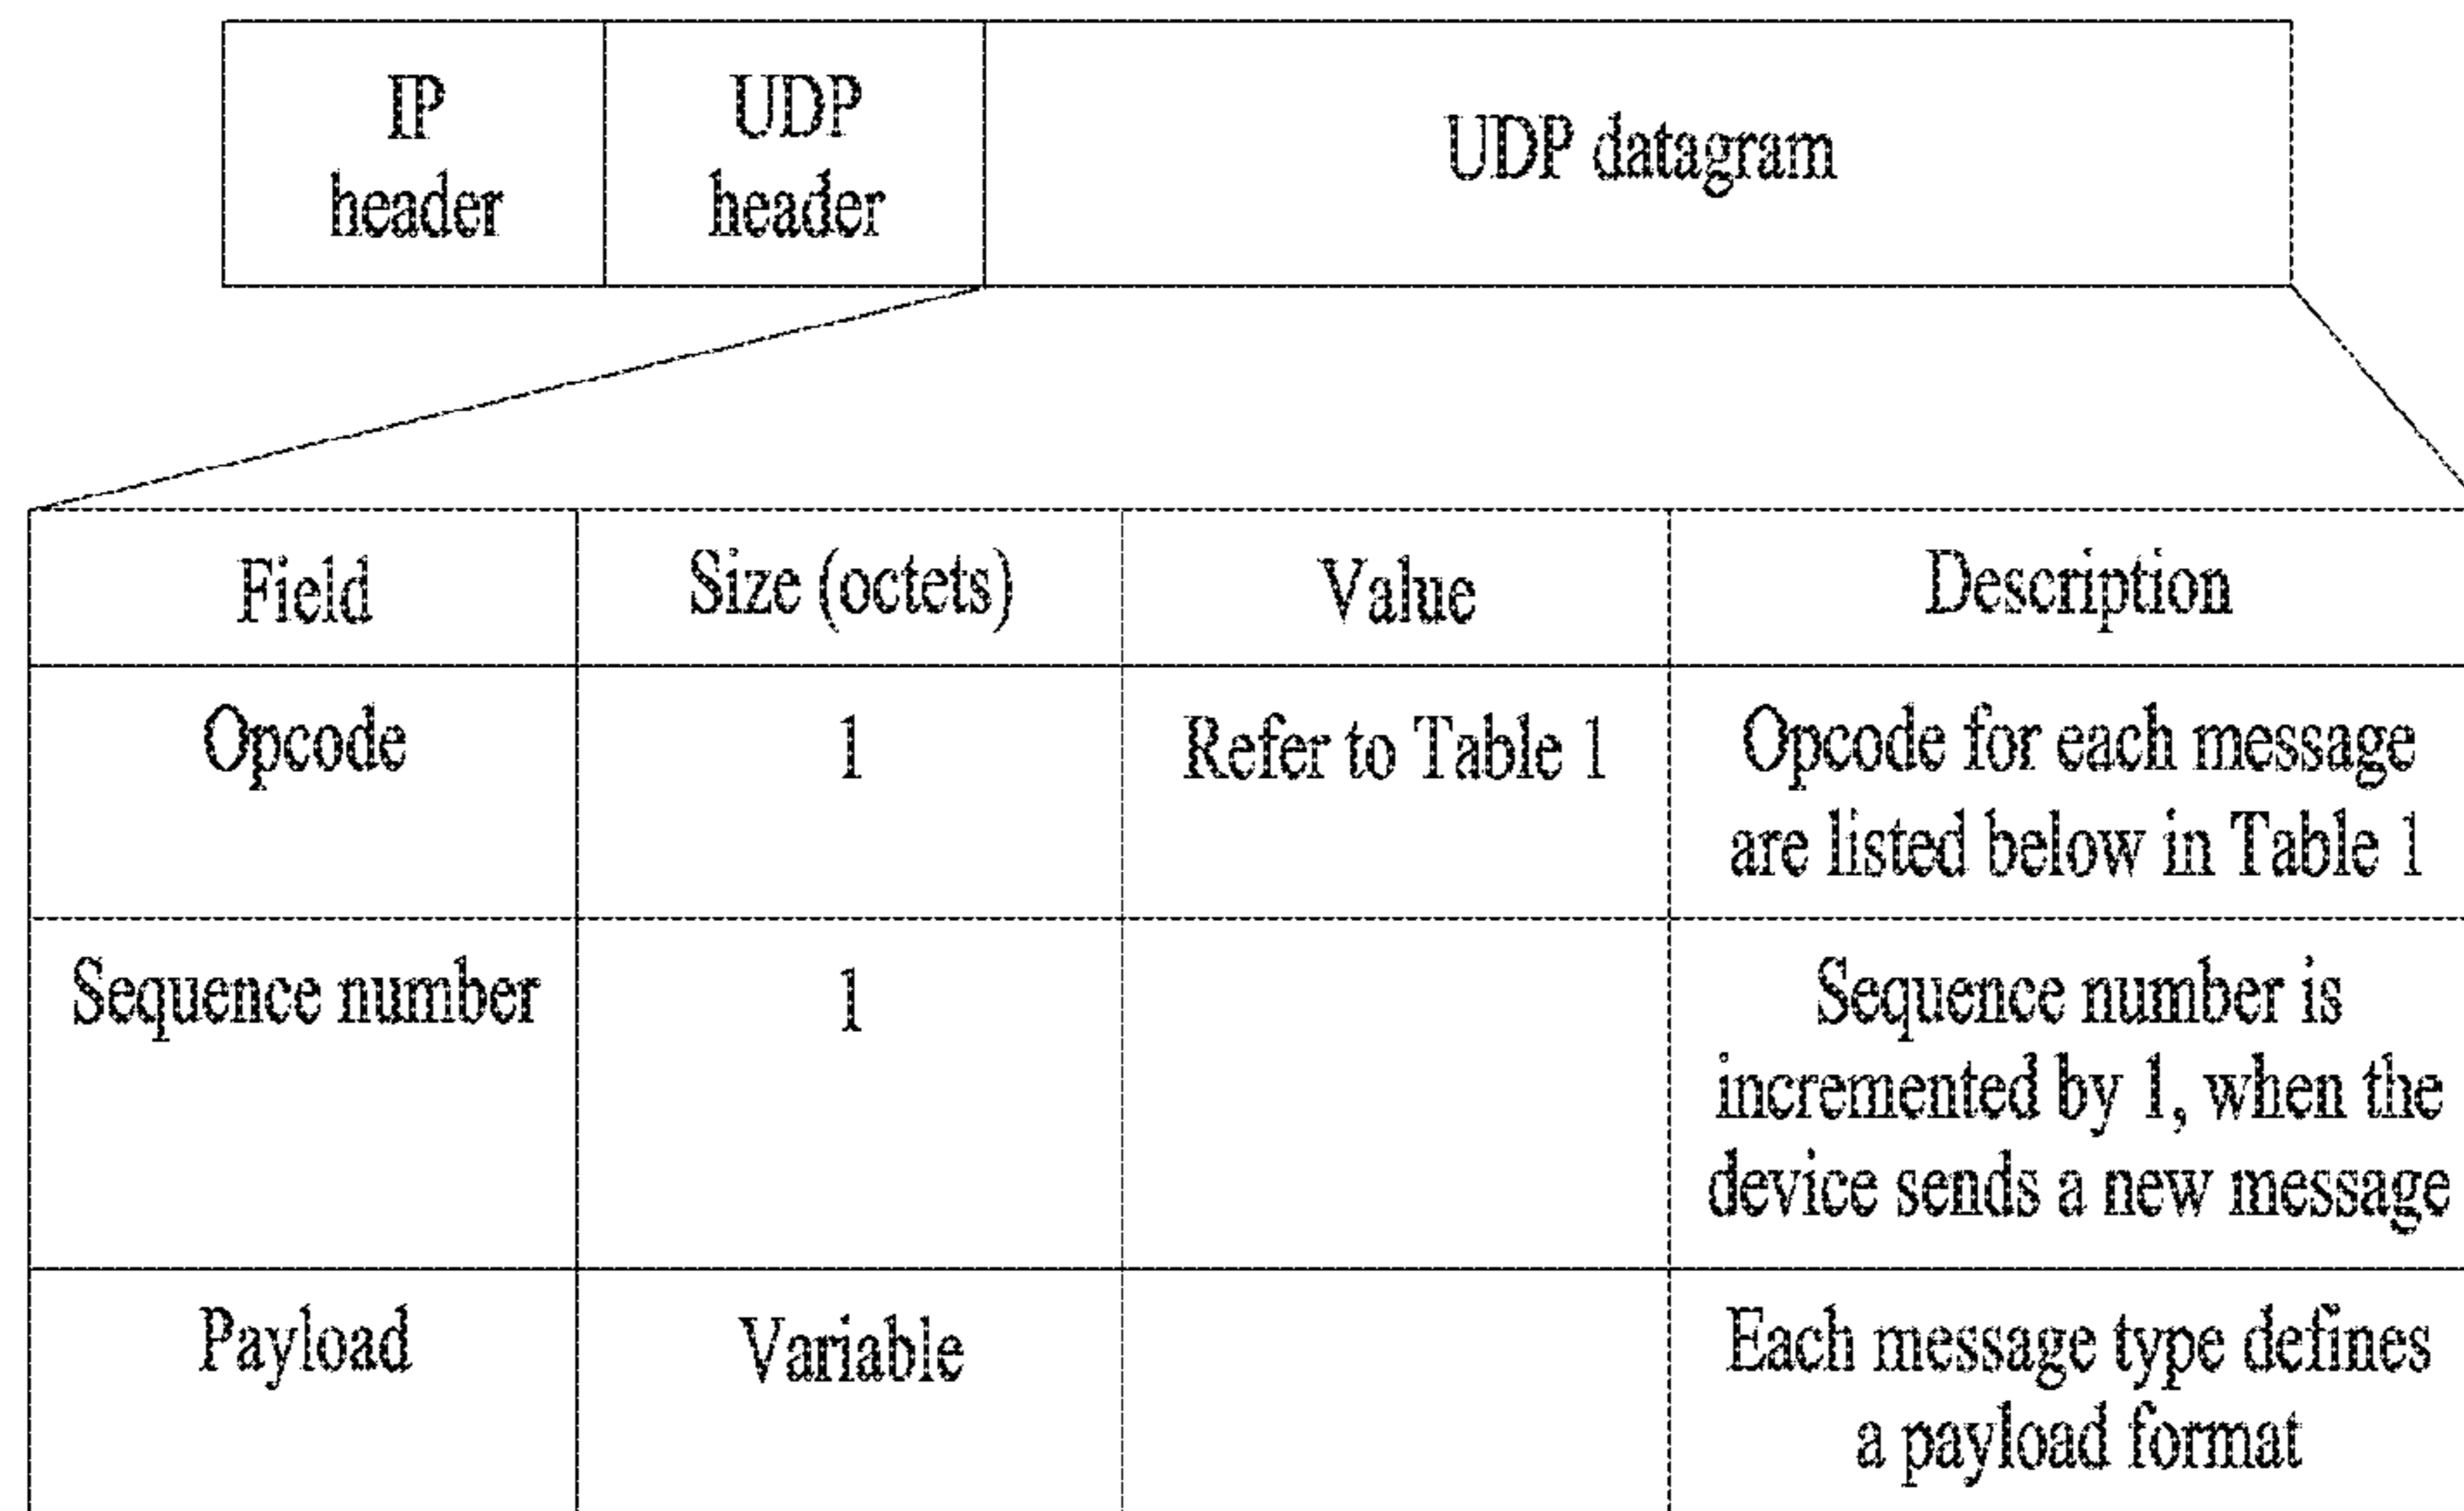 IP
header
UDP
header
UDP datagram
Field
Size (octets)
Value
Description
Opcode
1
Refer to Table 1
Opcode for each message
are listed below in Table 1
Sequence number
1
Sequence number is
incremented by 1, when the
device sends a new message
Payload
Variable
Each message type defines
a payload format